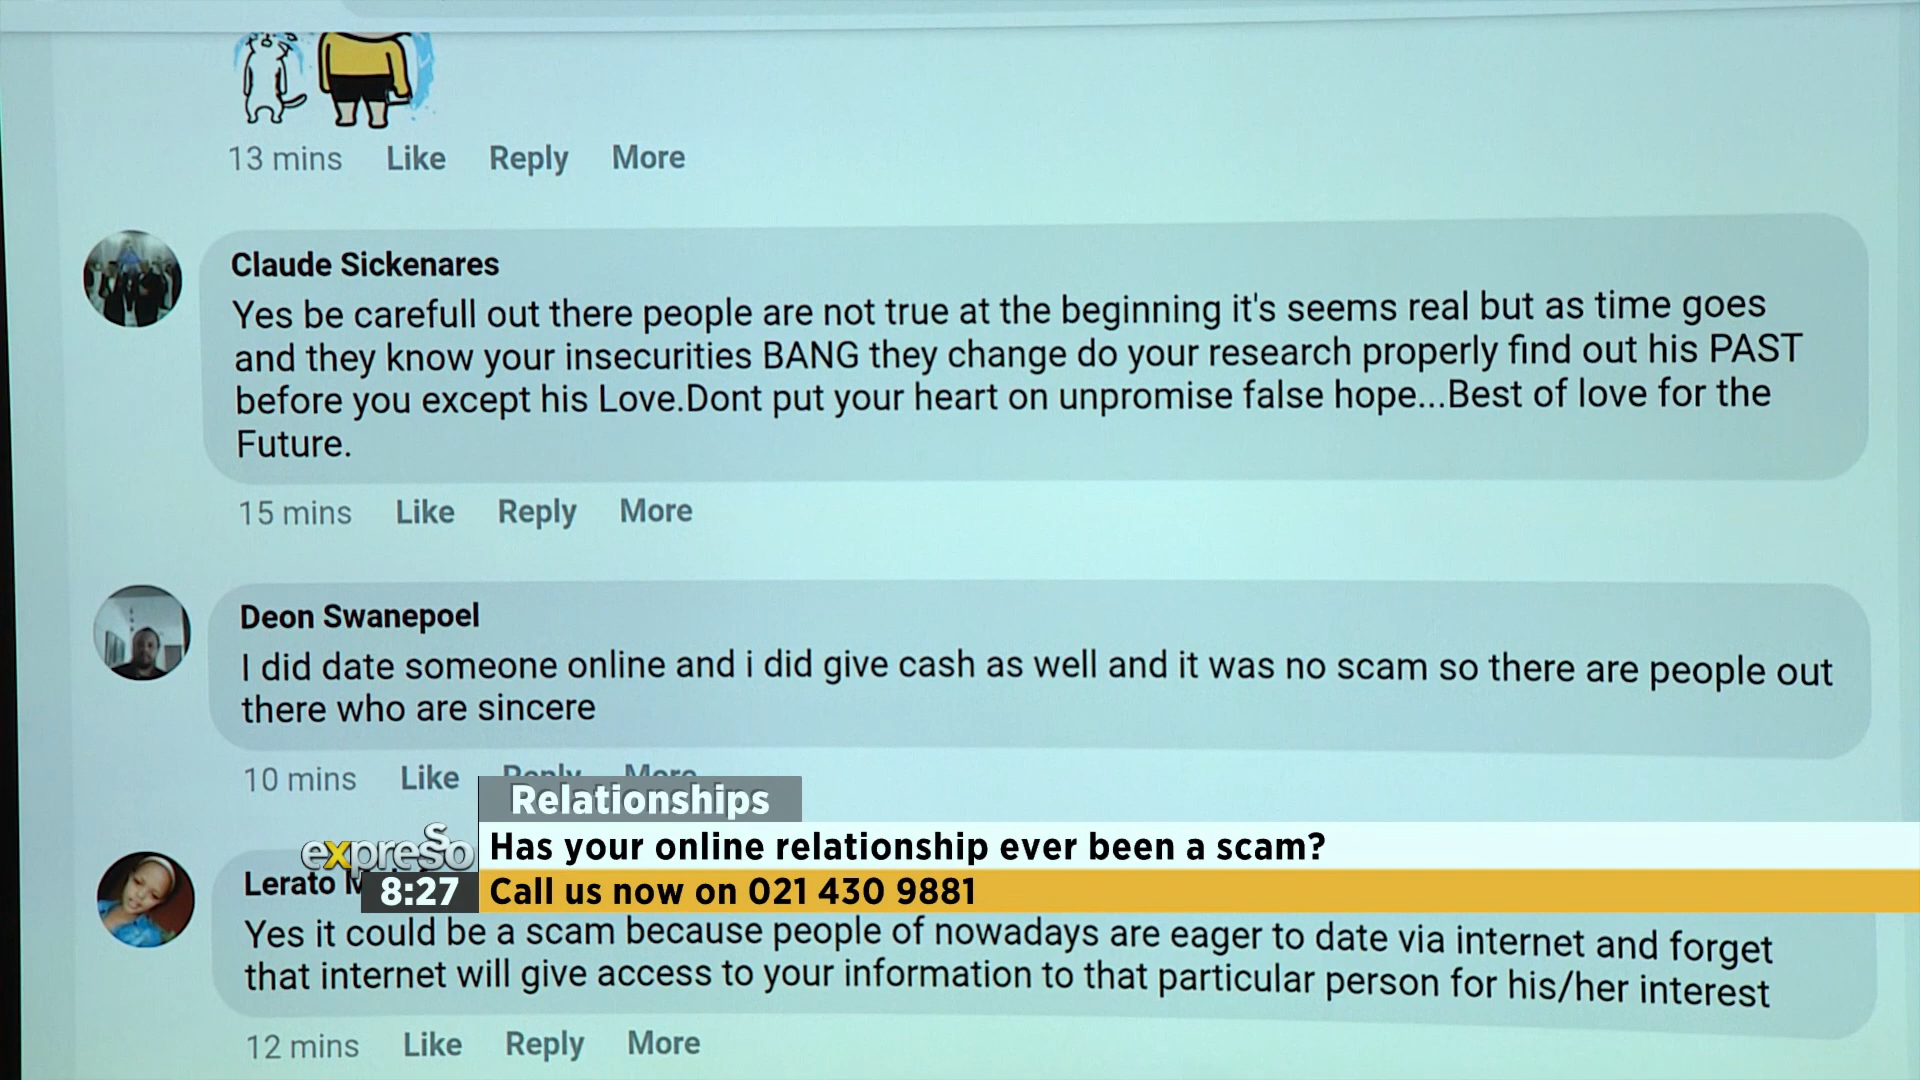 13 mins Like Reply More
Claude Sickenares
Yes be carefull out there people are not true at the beginning it's seems real but as time goes
and they know your insecurities BANG they change do your research properly find out his PAST
before you except his Love.Dont put your heart on unpromise false hope...Best of love for the
Future.
15 mins Like Reply More
Deon Swanepoel
I did date someone online and i did give cash as well and it was no scam so there are people out
there who are sincere
10 mins Like Reply More
Relationships
expresso
Has your online relationship ever been a scam?
Lerato
8:27
Call us now on 021 430 9881
Yes it could be a scam because people of nowadays are eager to date via internet and forget
that internet will give access to your information to that particular person for his/her interest
12 mins Like Reply More